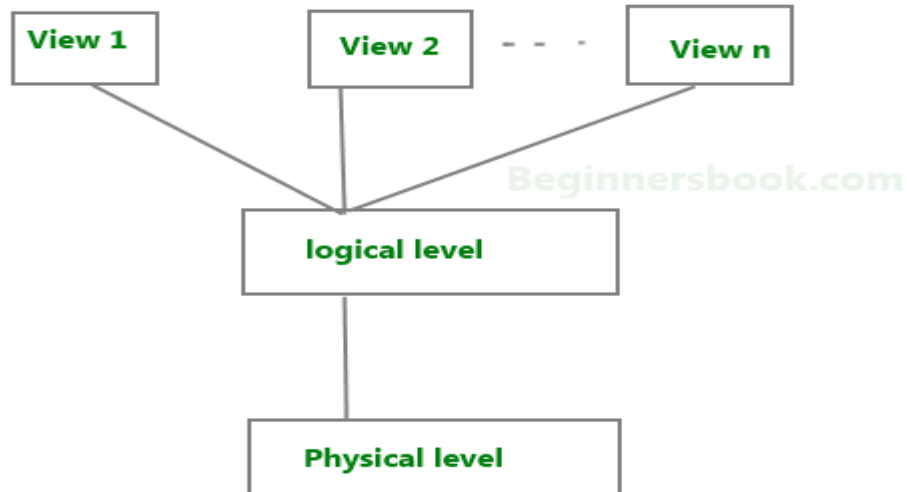 View 1
View 2
View n
Beginnersbook.com
logical level
Physical level